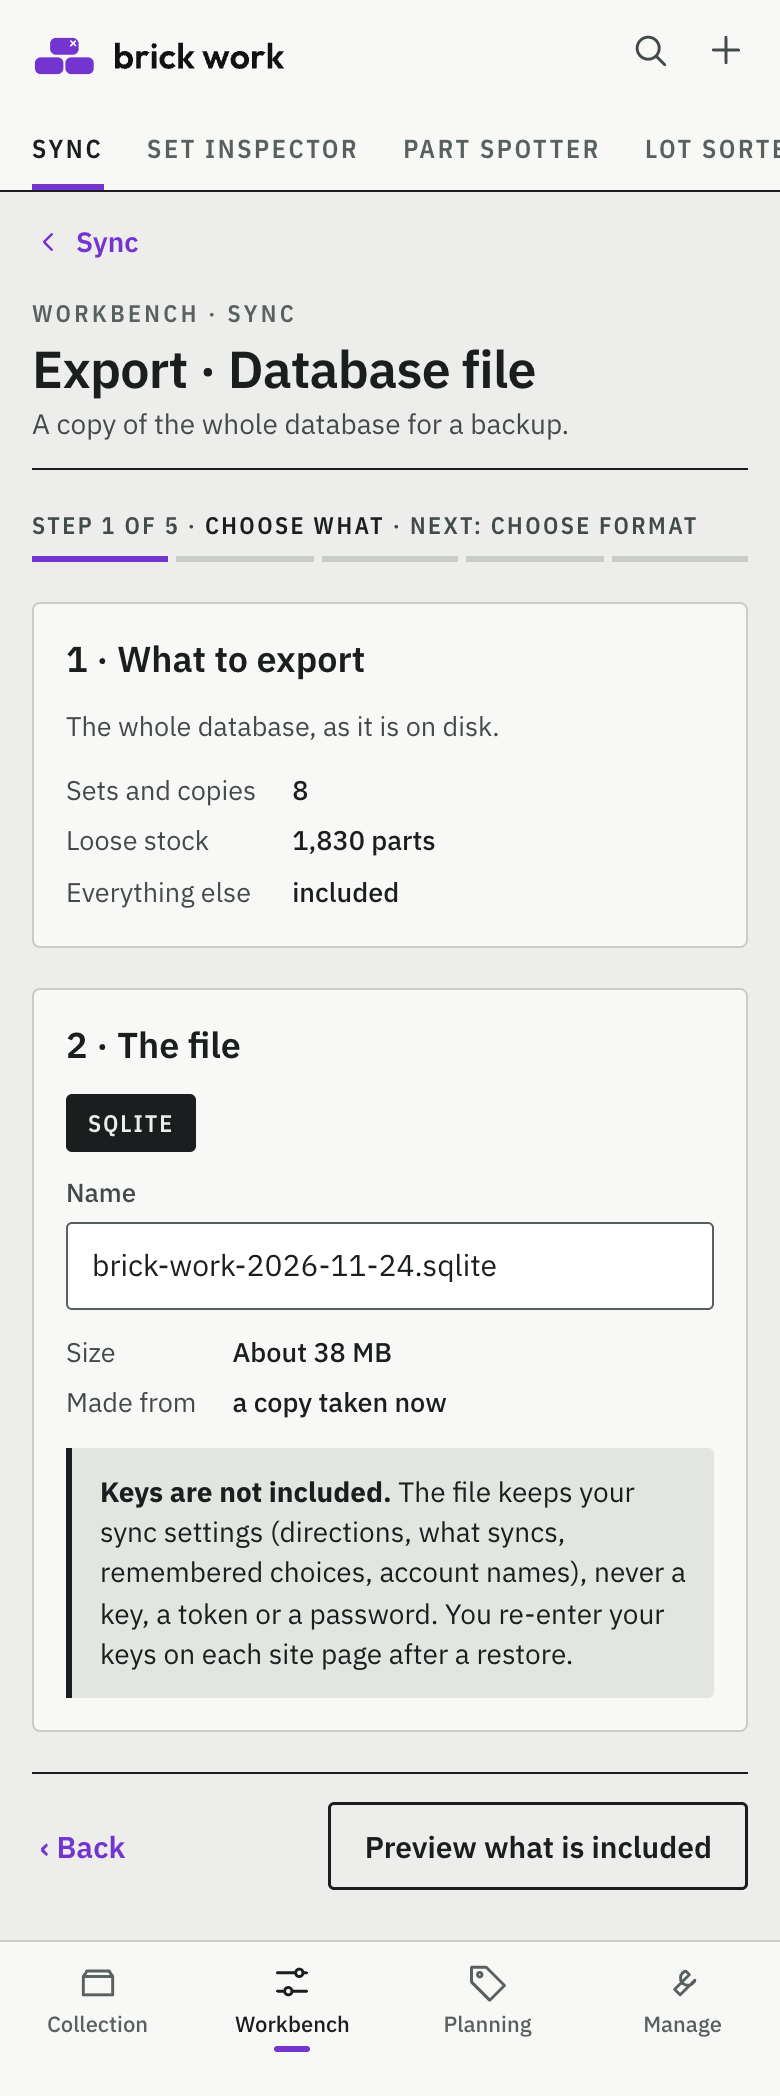 brick work
SYNC SET INSPECTOR PART SPOTTER LOT SORTE
Sync
WORKBENCH · SYNC
Export · Database file
A copy of the whole database for a backup.
STEP 1 OF 5 · CHOOSE WHAT · NEXT: CHOOSE FORMAT
1 · What to export
The whole database, as it is on disk.
Sets and copies 8
Loose stock 1,830 parts
Everything else included
2 · The file
SQLITE
Name
brick-work-2026-11-24.sqlite
Size About 38 MB
Made from a copy taken now
Keys are not included. The file keeps your
sync settings (directions, what syncs,
remembered choices, account names), never a
key, a token or a password. You re-enter your
keys on each site page after a restore.
‹ Back Preview what is included
Collection Workbench Planning Manage